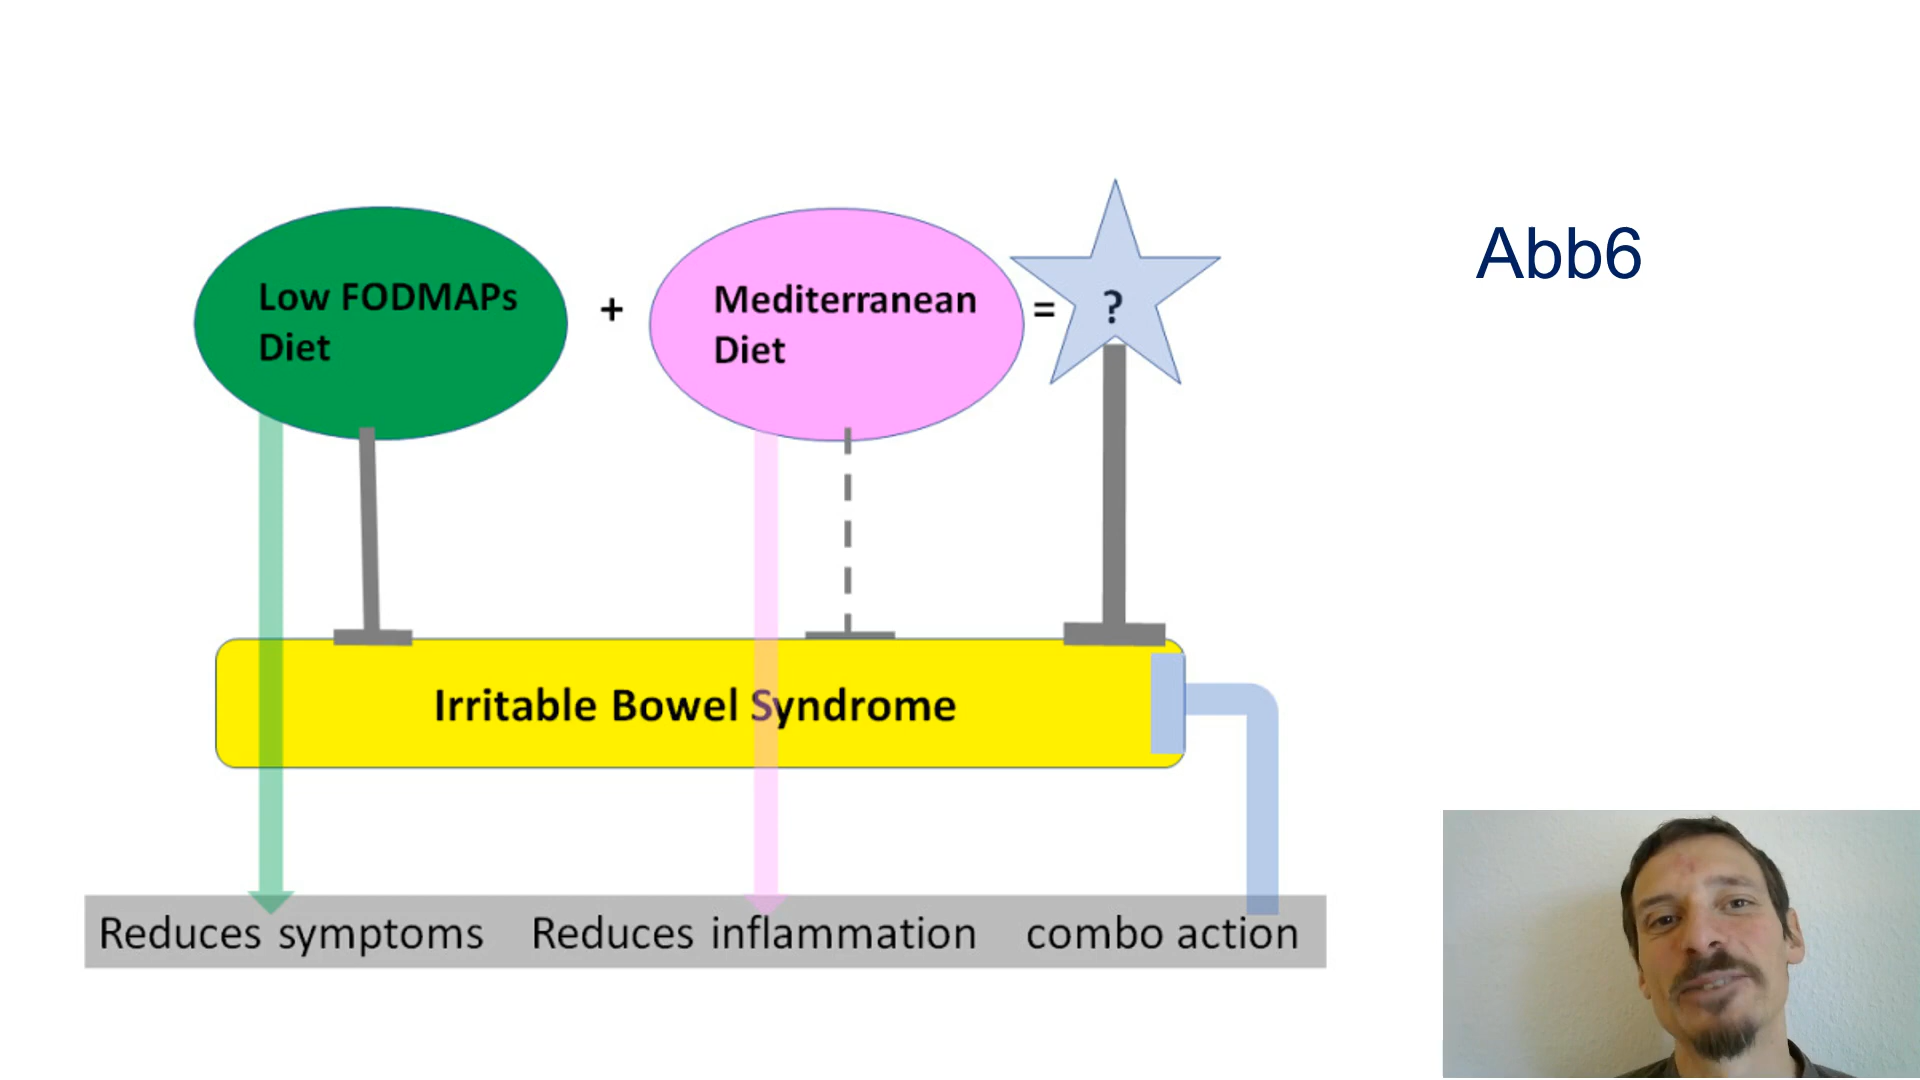 Abb6
Low FODMAPs
Diet
+
Mediterranean
Diet
=
?
Irritable Bowel Syndrome
Reduces symptoms
Reduces inflammation
combo action